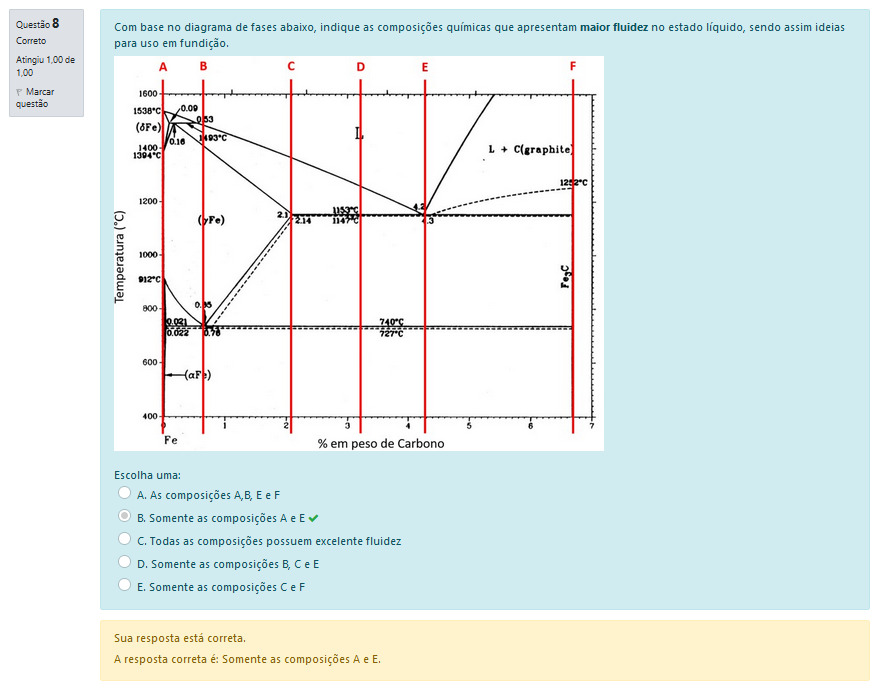 Questão 8
Correto
Atingiu 1,00 de
1,00
Marcar
questão
Com base no diagrama de fases abaixo, indique as composições químicas que apresentam maior fluidez no estado líquido, sendo assim ideias
para uso em fundição.
A B C D E F
1600
1538°C
0.09
0.53
(δFe)
1493°C
L
0.16
1400
1394°C
L + C(graphite)
1252°C
1200
4.2
1153°C
2.1
2.14
1147°C
4.3
(γFe)
Temperatura (°C)
1000
912°C
Fe₃C
800
0.021
740°C
0.022
727°C
600
(αFe)
400
0 1 2 3 4 5 6 7
Fe
% em peso de Carbono
Escolha uma:
A. As composições A,B, E e F
B. Somente as composições A e E
C. Todas as composições possuem excelente fluidez
D. Somente as composições B, C e E
E. Somente as composições C e F
Sua resposta está correta.
A resposta correta é: Somente as composições A e E.